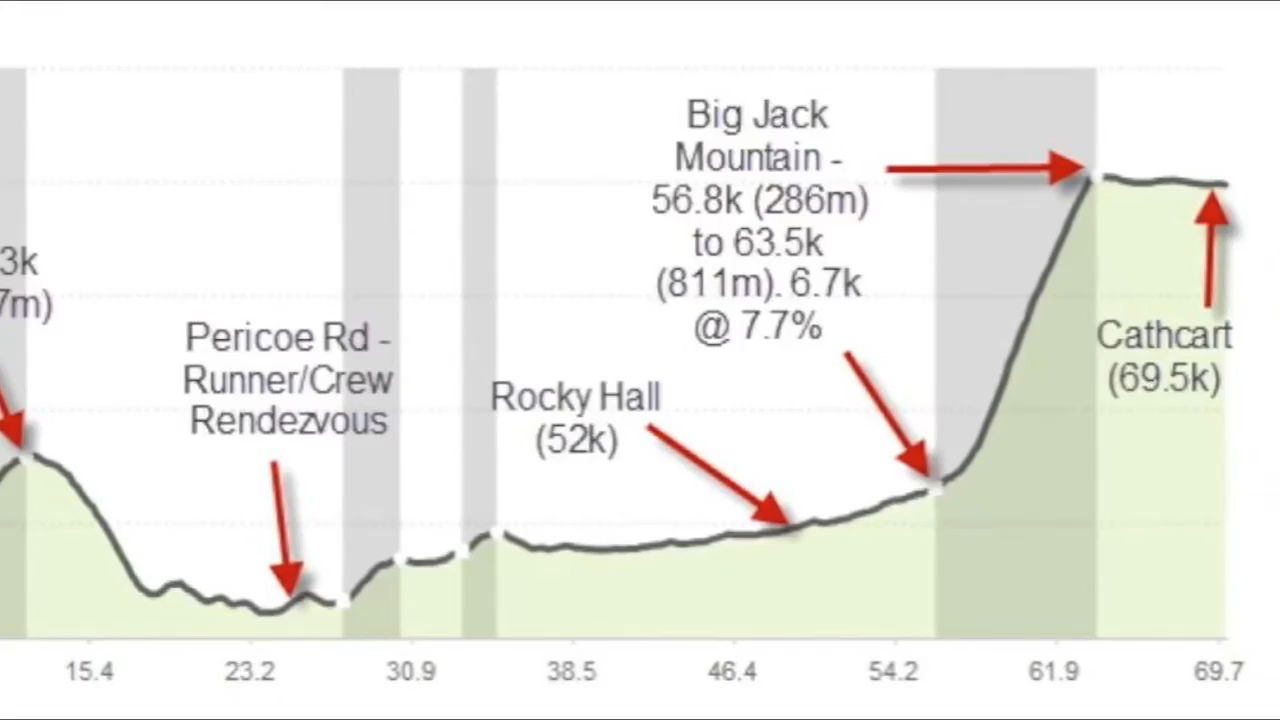 Big Jack
Mountain -
56.8k (286m)
to 63.5k
(811m). 6.7k
@ 7.7%
3k
7m)
Pericoe Rd -
Runner/Crew
Rendezvous
Rocky Hall
(52k)
Cathcart
(69.5k)
15.4 23.2 30.9 38.5 46.4 54.2 61.9 69.7